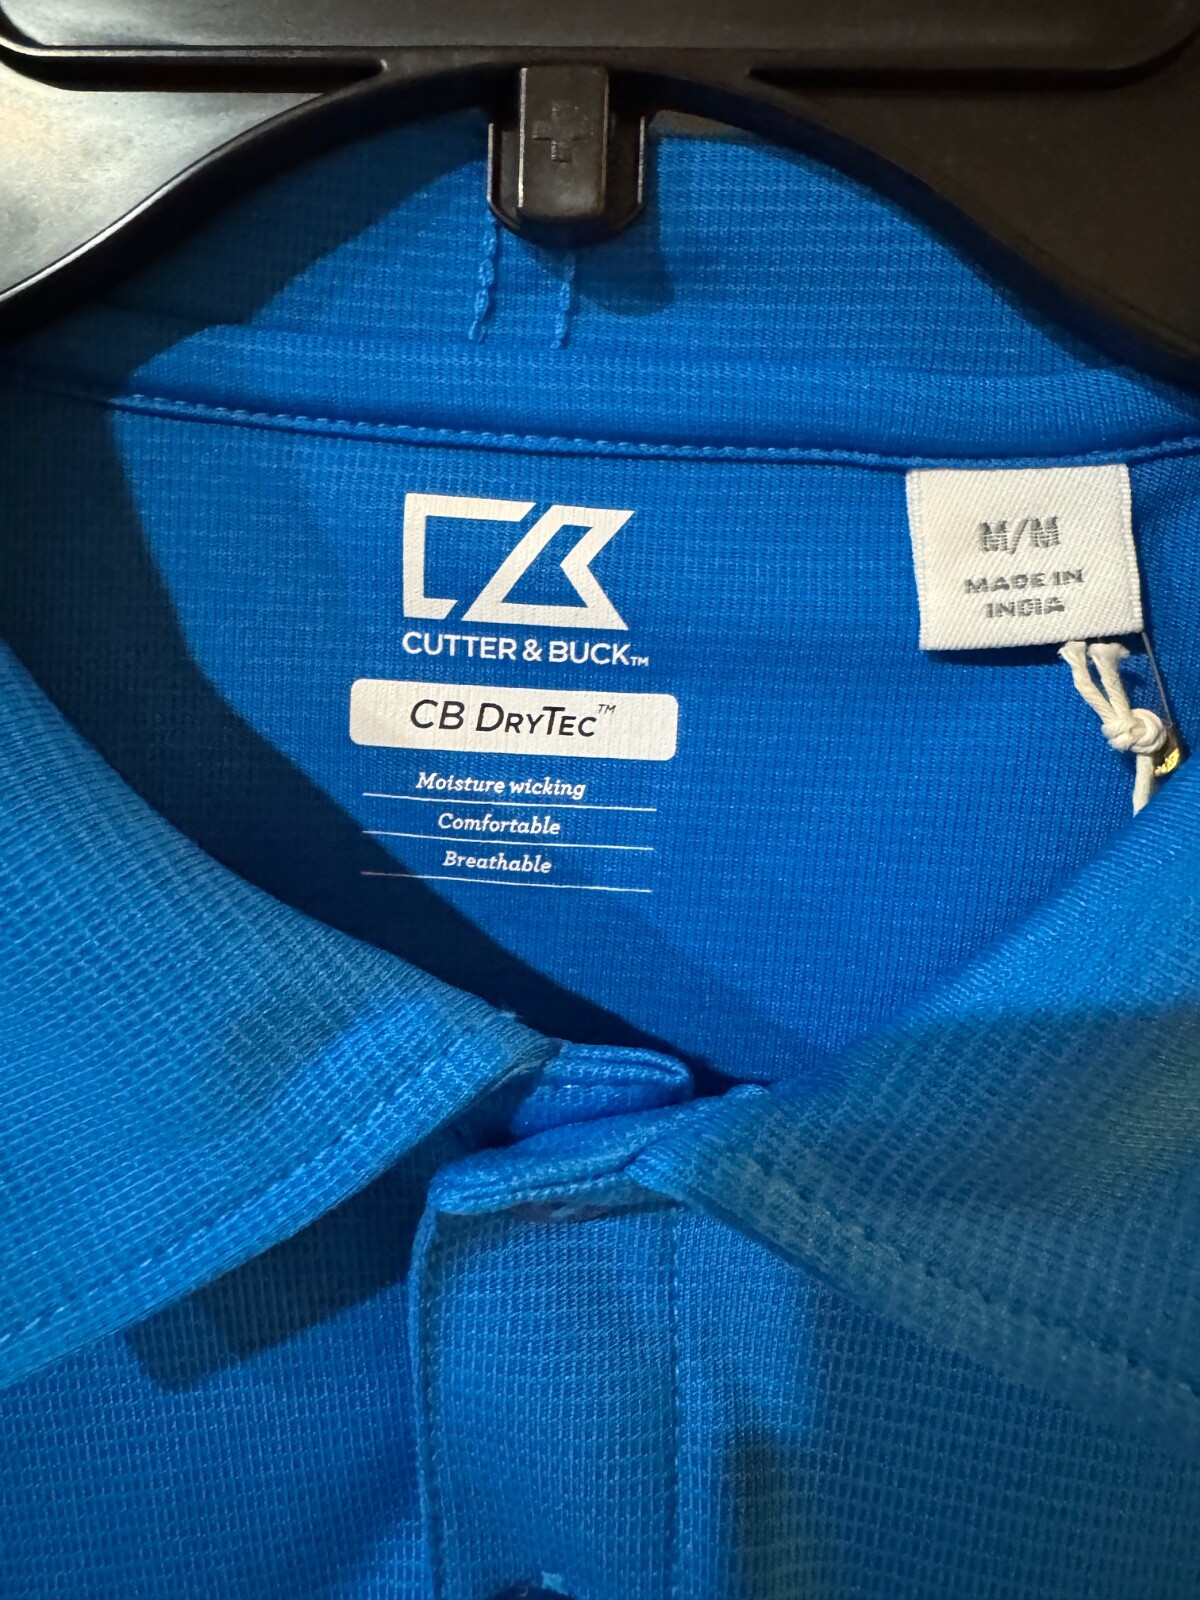 CUTTER & BUCK™
CB DRYTEC™
Moisture wicking
Comfortable
Breathable
M/M
MADE IN
INDIA